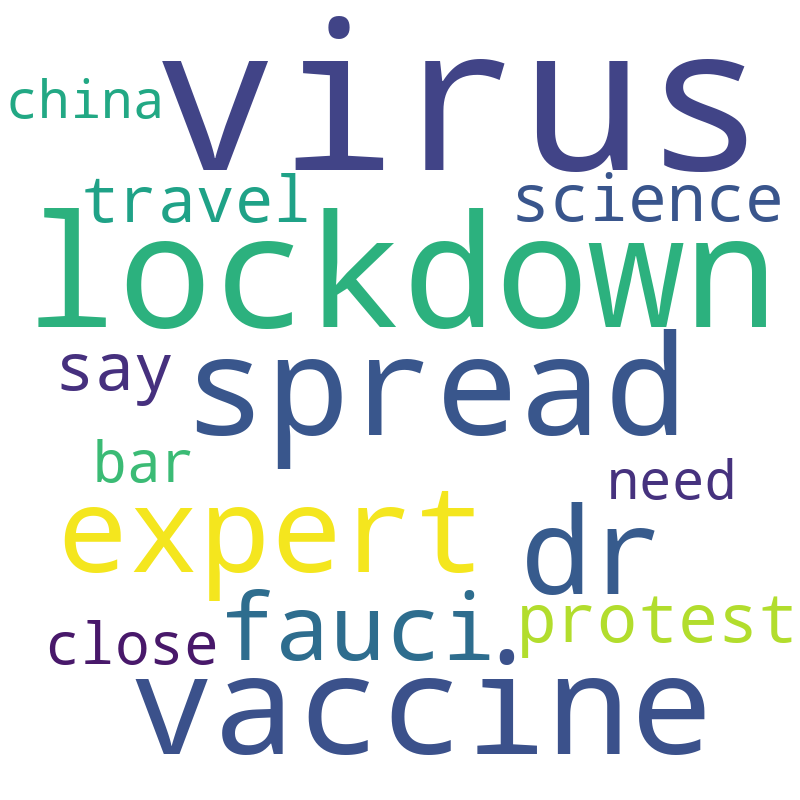 virus
china
travel
science
lockdown
spread
say
bar
need
expert
dr
fauci
protest
close
vaccine